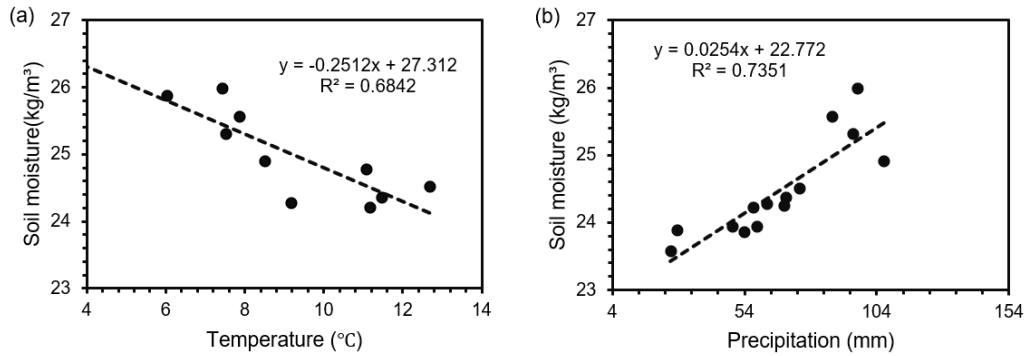 (a)
27
26
25
24
23
Soil moisture(kg/m³)
y = -0.2512x + 27.312
R² = 0.6842
4 6 8 10 12 14
Temperature (℃)
(b)
27
26
25
24
23
Soil moisture (kg/m³)
y = 0.0254x + 22.772
R² = 0.7351
4 54 104 154
Precipitation (mm)